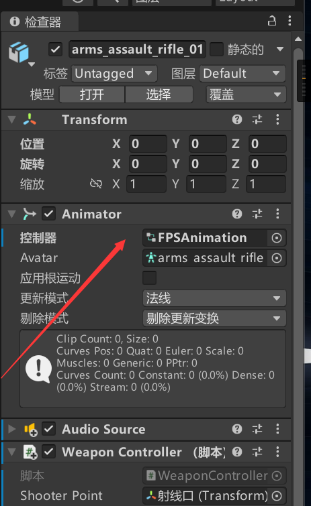 检查器
arms_assault_rifle_01 静态的
标签 Untagged 图层 Default
模型 打开 选择 覆盖
Transform
位置 X 0 Y 0 Z 0
旋转 X 0 Y 0 Z 0
缩放 X 1 Y 1 Z 1
Animator
控制器 FPSAnimation
Avatar arms assault rifle
应用根运动
更新模式 法线
剔除模式 剔除更新变换
Clip Count: 0, Size: 0
Curves Pos: 0 Quat: 0 Euler: 0 Scale: 0
Muscles: 0 Generic: 0 PPtr: 0
Curves Count: 0 Constant: 0 (0.0%) Dense: 0
(0.0%) Stream: 0 (0.0%)
Audio Source
Weapon Controller (脚本)
脚本 WeaponController
Shooter Point 射线口 (Transform)